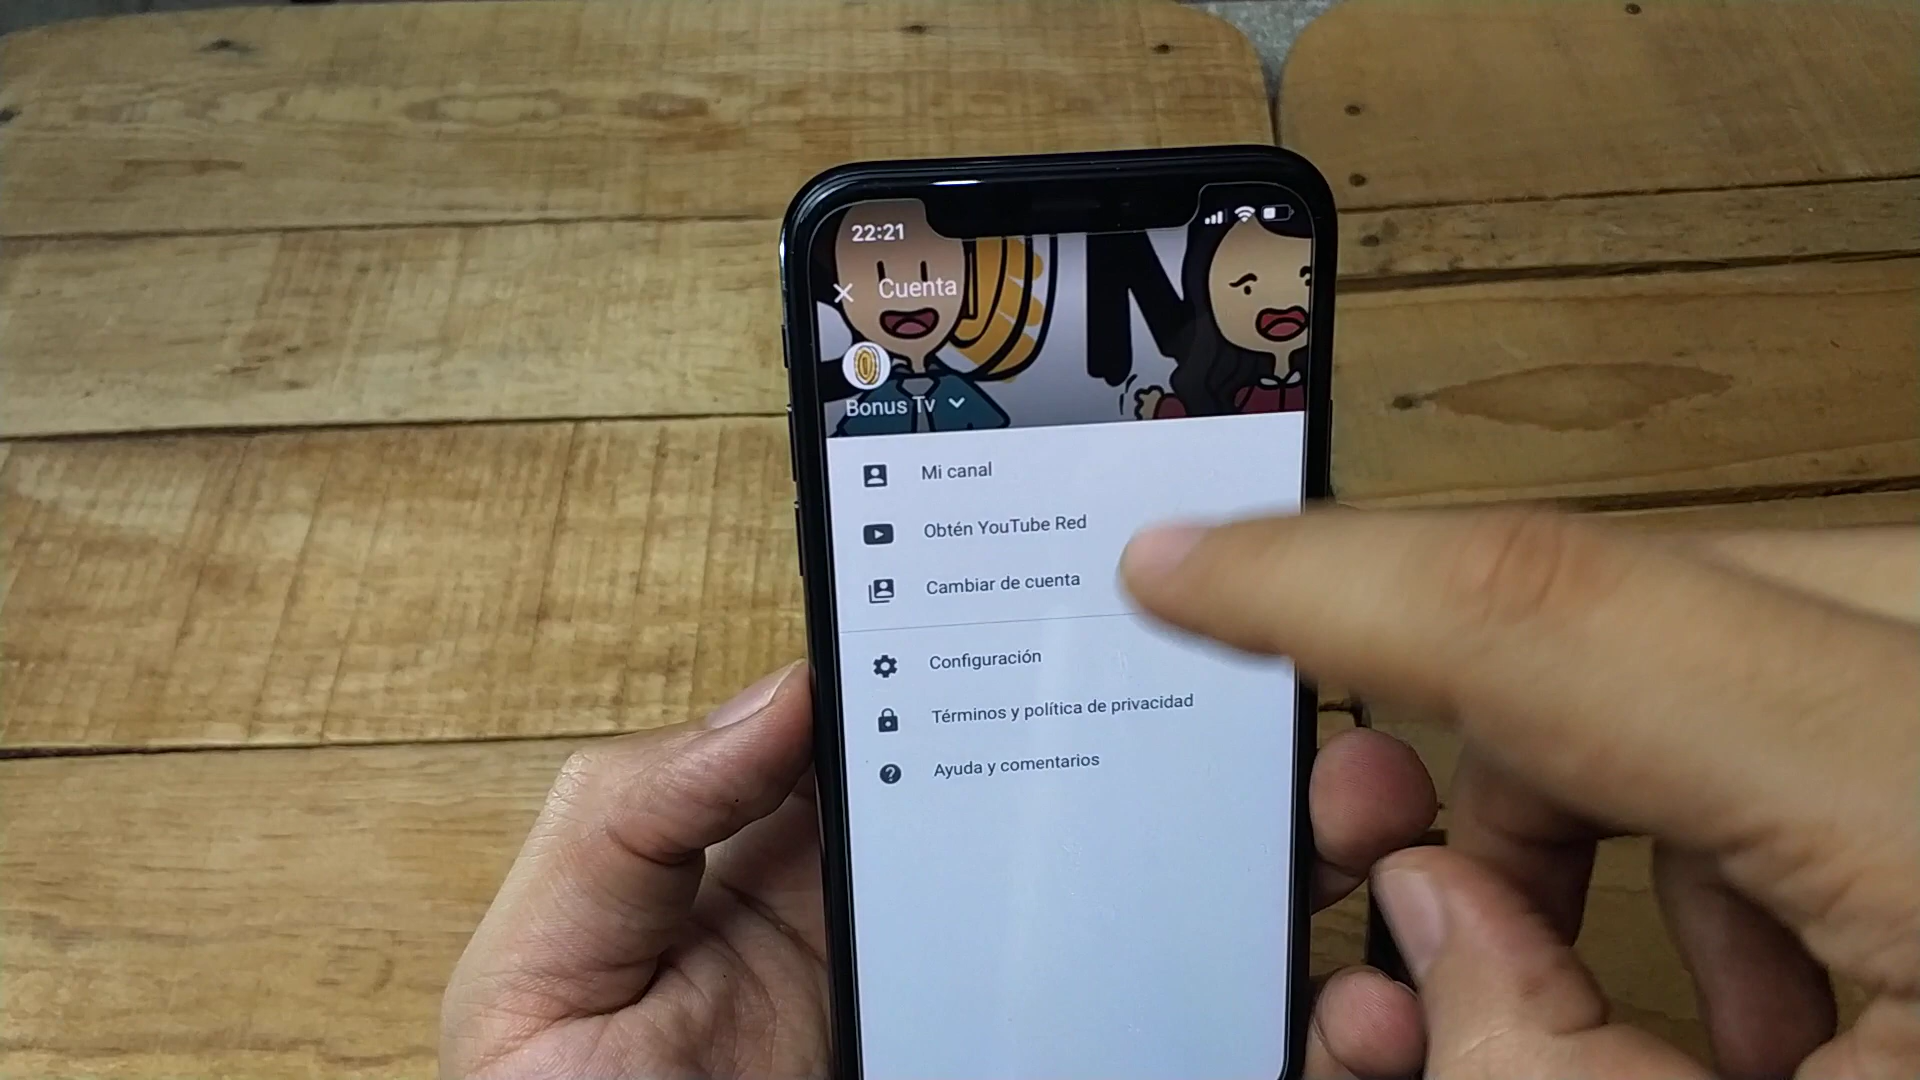 22:21
Cuenta
Bonus Tv
Mi canal
Obtén YouTube Red
Cambiar de cuenta
Configuración
Términos y política de privacidad
Ayuda y comentarios